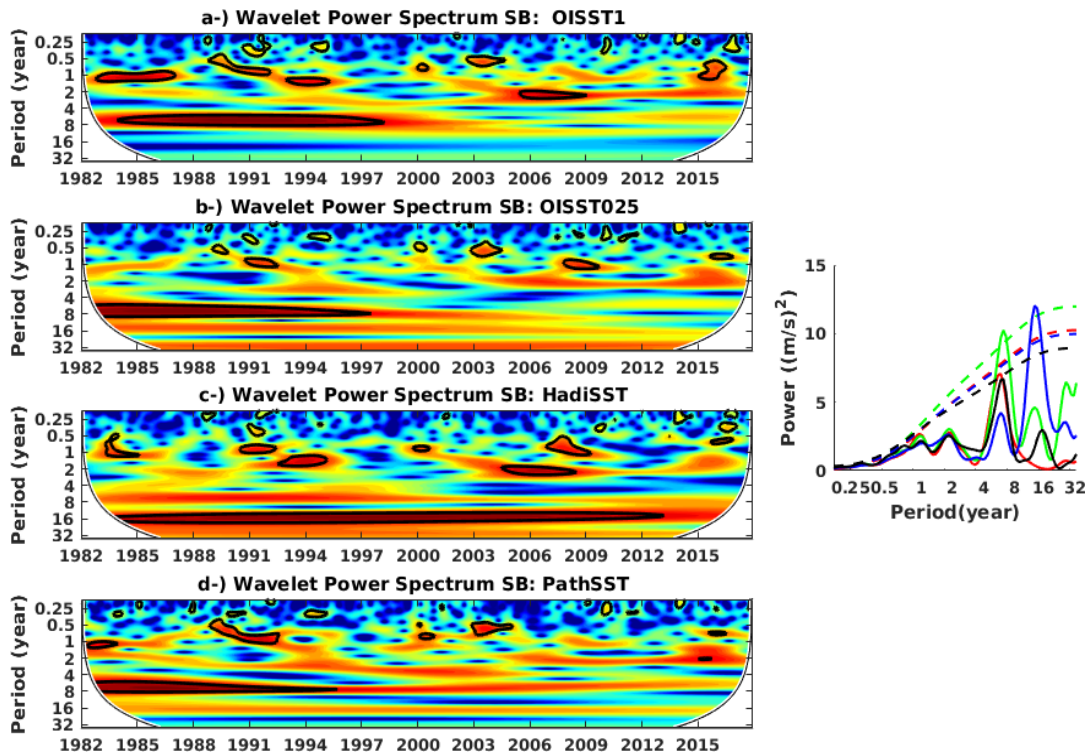 a-) Wavelet Power Spectrum SB:  OISST1
Period (year)
0.25
0.5
1
2
4
8
16
32
1982 1985 1988 1991 1994 1997 2000 2003 2006 2009 2012 2015
b-) Wavelet Power Spectrum SB: OISST025
Period (year)
0.25
0.5
1
2
4
8
16
32
1982 1985 1988 1991 1994 1997 2000 2003 2006 2009 2012 2015
c-) Wavelet Power Spectrum SB: HadiSST
Period (year)
0.25
0.5
1
2
4
8
16
32
1982 1985 1988 1991 1994 1997 2000 2003 2006 2009 2012 2015
d-) Wavelet Power Spectrum SB: PathSST
Period (year)
0.25
0.5
1
2
4
8
16
32
1982 1985 1988 1991 1994 1997 2000 2003 2006 2009 2012 2015
Power ((m/s)²)
15
10
5
0
0.25 0.5 1 2 4 8 16 32
Period(year)